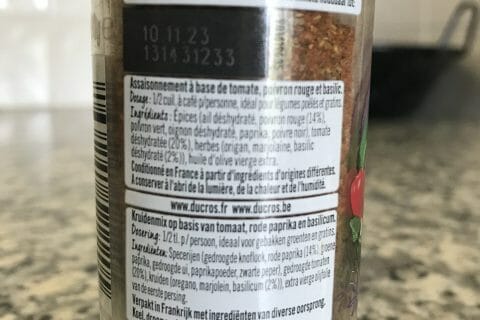 10 11 23
131431233
Assaisonnement à base de tomate, poivron rouge et basilic.
Dosage: 1/2 cuil. à café p/personne, idéal pour légumes poêlés et gratins.
Ingrédients: Épices (ail déshydraté, poivron rouge (14%),
poivron vert, oignon déshydraté, paprika, poivre noir), tomate
déshydratée (20%), herbes (origan, marjolaine, basilic
déshydraté (2%)), huile d'olive vierge extra.
Conditionné en France à partir d'ingrédients d'origines différentes.
A conserver à l'abri de la lumière, de la chaleur et de l'humidité.
www.ducros.fr www.ducros.be
Kruidenmix op basis van tomaat, rode paprika en basilicum.
Dosering: 1/2 tl. p/ persoon, ideaal voor gebakken groenten en gratins.
Ingrediënten: Specerijen (gedroogde knoflook, rode paprika (14%), groene
paprika, gedroogde ui, paprikapoeder, zwarte peper), gedroogde tomaten
(20%), kruiden (oregano, marjolein, basilicum (2%)), extra vierge olijfolie
van de eerste persing.
Verpakt in Frankrijk met ingrediënten van diverse oorsprong.
Koel, droog